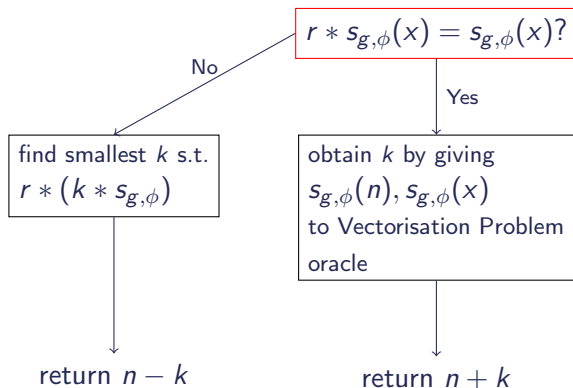 r ∗ s_{g,ϕ}(x) = s_{g,ϕ}(x)?
No
Yes
find smallest k s.t.
r ∗ (k ∗ s_{g,ϕ})
obtain k by giving
s_{g,ϕ}(n), s_{g,ϕ}(x)
to Vectorisation Problem
oracle
return n − k
return n + k